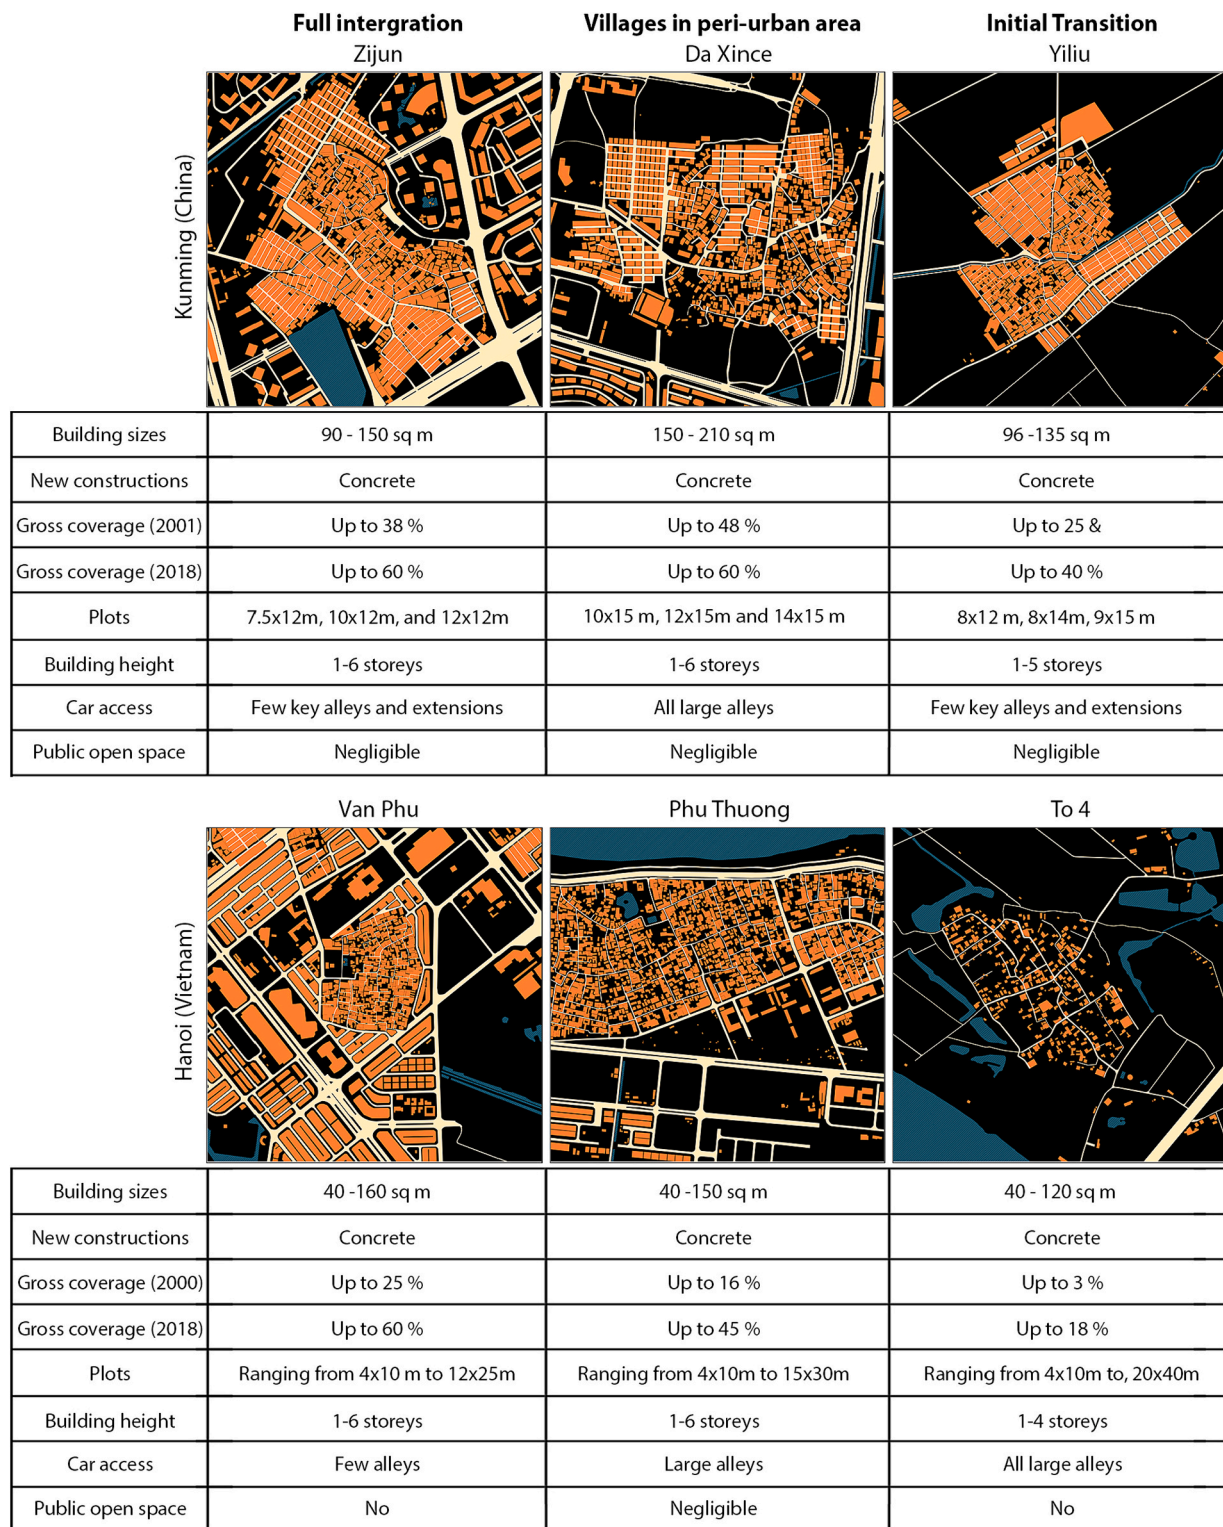 Full intergration Villages in peri-urban area Initial Transition
Zijun Da Xince Yiliu
Kunming (China)
Building sizes 90 - 150 sq m 150 - 210 sq m 96 -135 sq m
New constructions Concrete Concrete Concrete
Gross coverage (2001) Up to 38 % Up to 48 % Up to 25 &
Gross coverage (2018) Up to 60 % Up to 60 % Up to 40 %
Plots 7.5x12m, 10x12m, and 12x12m 10x15 m, 12x15m and 14x15 m 8x12 m, 8x14m, 9x15 m
Building height 1-6 storeys 1-6 storeys 1-5 storeys
Car access Few key alleys and extensions All large alleys Few key alleys and extensions
Public open space Negligible Negligible Negligible
Van Phu Phu Thuong To 4
Hanoi (Vietnam)
Building sizes 40 -160 sq m 40 -150 sq m 40 - 120 sq m
New constructions Concrete Concrete Concrete
Gross coverage (2000) Up to 25 % Up to 16 % Up to 3 %
Gross coverage (2018) Up to 60 % Up to 45 % Up to 18 %
Plots Ranging from 4x10 m to 12x25m Ranging from 4x10m to 15x30m Ranging from 4x10m to, 20x40m
Building height 1-6 storeys 1-6 storeys 1-4 storeys
Car access Few alleys Large alleys All large alleys
Public open space No Negligible No